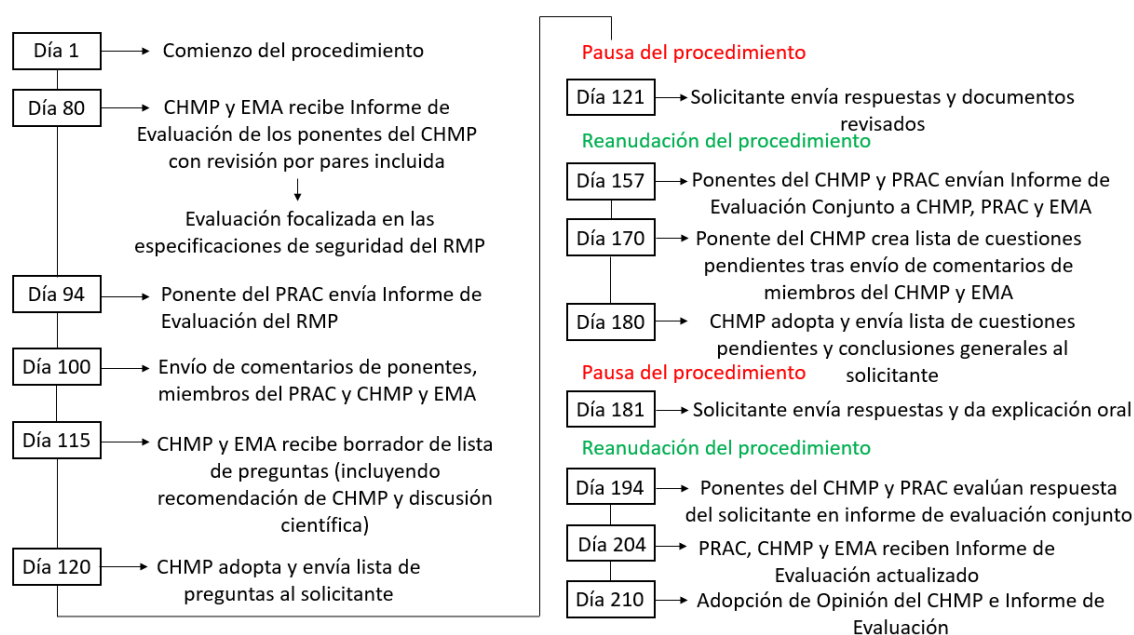 Día 1
Comienzo del procedimiento
Día 80
CHMP y EMA recibe Informe de
Evaluación de los ponentes del CHMP
con revisión por pares incluida
Evaluación focalizada en las
especificaciones de seguridad del RMP
Día 94
Ponente del PRAC envía Informe de
Evaluación del RMP
Día 100
Envío de comentarios de ponentes,
miembros del PRAC y CHMP y EMA
Día 115
CHMP y EMA recibe borrador de lista
de preguntas (incluyendo
recomendación de CHMP y discusión
científica)
Día 120
CHMP adopta y envía lista de
preguntas al solicitante
Pausa del procedimiento
Día 121
Solicitante envía respuestas y documentos
revisados
Reanudación del procedimiento
Día 157
Ponentes del CHMP y PRAC envían Informe de
Evaluación Conjunto a CHMP, PRAC y EMA
Día 170
Ponente del CHMP crea lista de cuestiones
pendientes tras envío de comentarios de
miembros del CHMP y EMA
Día 180
CHMP adopta y envía lista de cuestiones
pendientes y conclusiones generales al
solicitante
Pausa del procedimiento
Día 181
Solicitante envía respuestas y da explicación oral
Reanudación del procedimiento
Día 194
Ponentes del CHMP y PRAC evalúan respuesta
del solicitante en informe de evaluación conjunto
Día 204
PRAC, CHMP y EMA reciben Informe de
Evaluación actualizado
Día 210
Adopción de Opinión del CHMP e Informe de
Evaluación